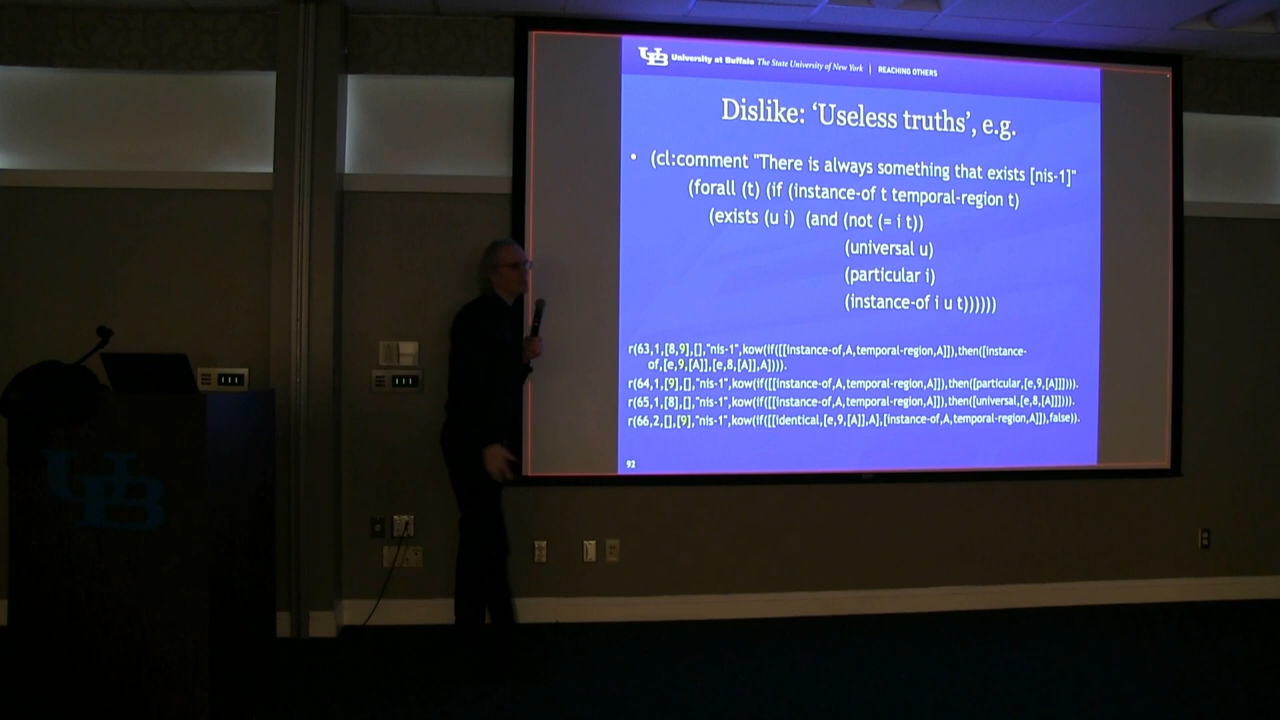 UB University at Buffalo The State University of New York | REACHING OTHERS
Dislike: ‘Useless truths’, e.g.
• (cl:comment "There is always something that exists [nis-1]"
(forall (t) (if (instance-of t temporal-region t)
(exists (u i) (and (not (= i t))
(universal u)
(particular i)
(instance-of i u t))))))
r(63,1,[8,9],[],"nis-1",kow(if([[instance-of,A,temporal-region,A]]),then([instance-
of,[e,9,[A]],[e,8,[A]],A]))).
r(64,1,[9],[],"nis-1",kow(if([[instance-of,A,temporal-region,A]]),then([particular,[e,9,[A]]]))).
r(65,1,[8],[],"nis-1",kow(if([[instance-of,A,temporal-region,A]]),then([universal,[e,8,[A]]]))).
r(66,2,[],[9],"nis-1",kow(if([[identical,[e,9,[A]],A],[instance-of,A,temporal-region,A]]),false)).
92
UB